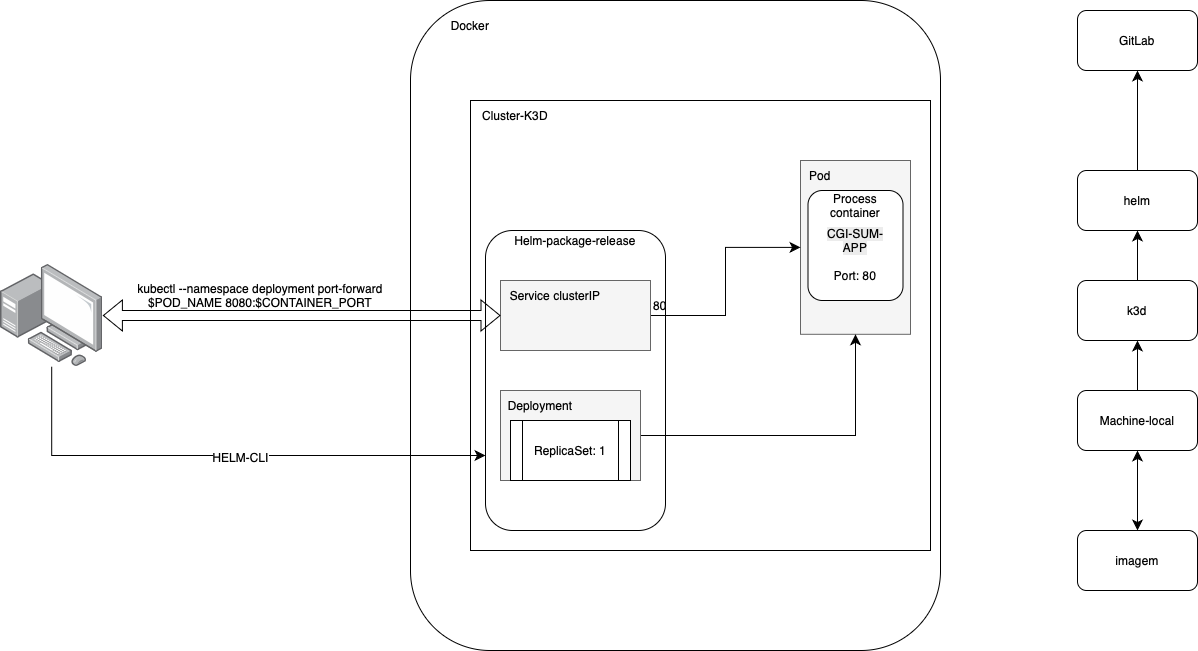 Docker
Cluster-K3D
Pod
Process
container
CGI-SUM-
APP
Port: 80
Helm-package-release
kubectl --namespace deployment port-forward
$POD_NAME 8080:$CONTAINER_PORT
Service clusterIP
80
Deployment
ReplicaSet: 1
HELM-CLI
GitLab
helm
k3d
Machine-local
imagem